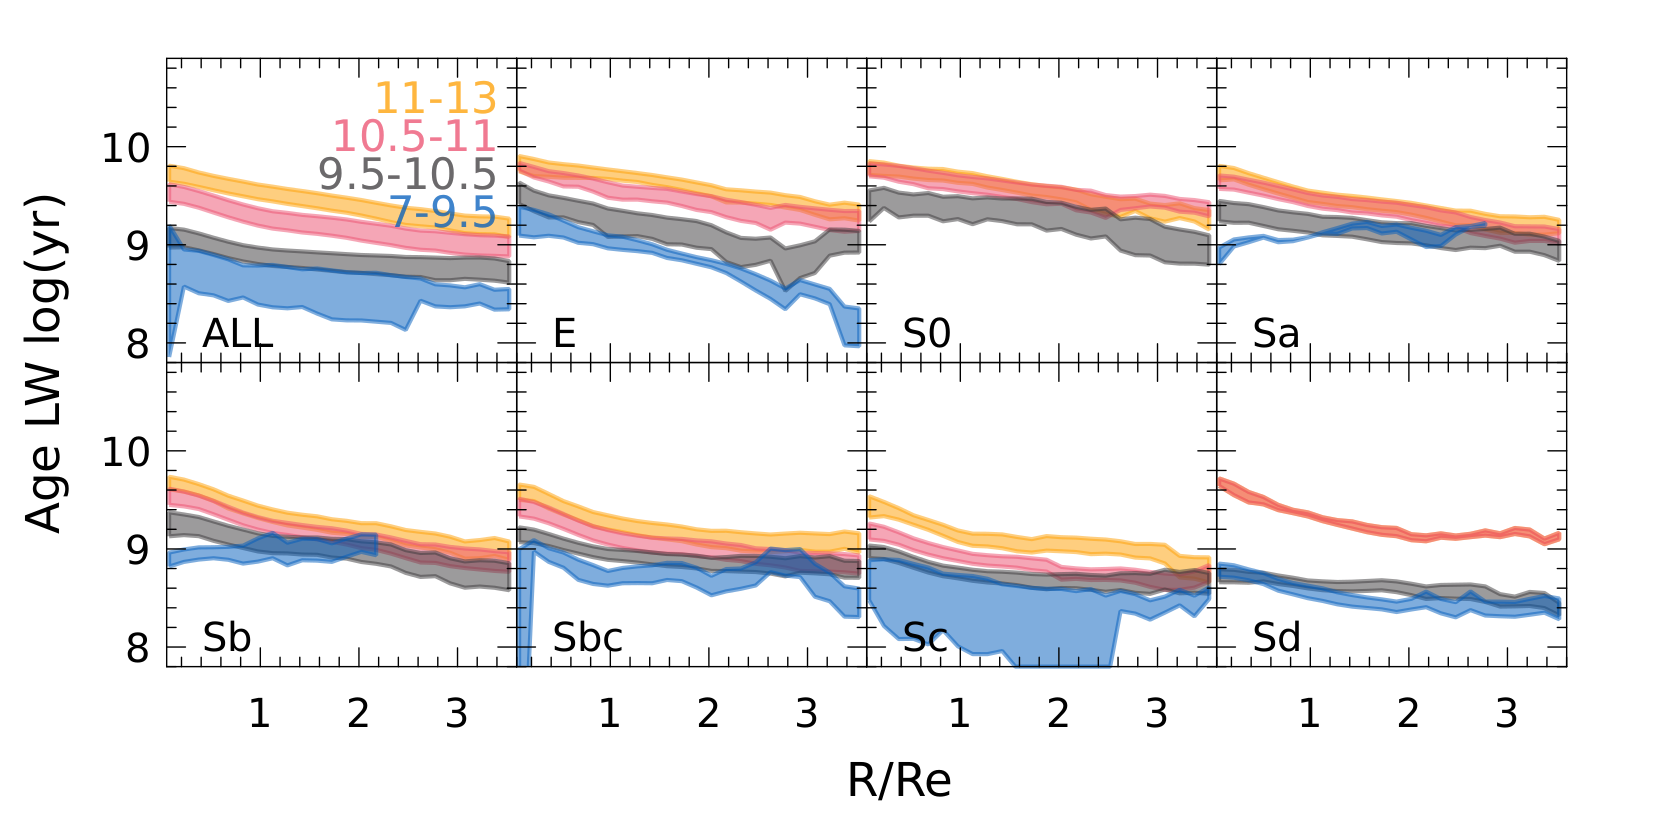 11-13
10.5-11
9.5-10.5
7-9.5
10
9
8
Age LW log(yr)
ALL
E
S0
Sa
10
9
8
Sb
Sbc
Sc
Sd
1 2 3 1 2 3 1 2 3 1 2 3
R/Re